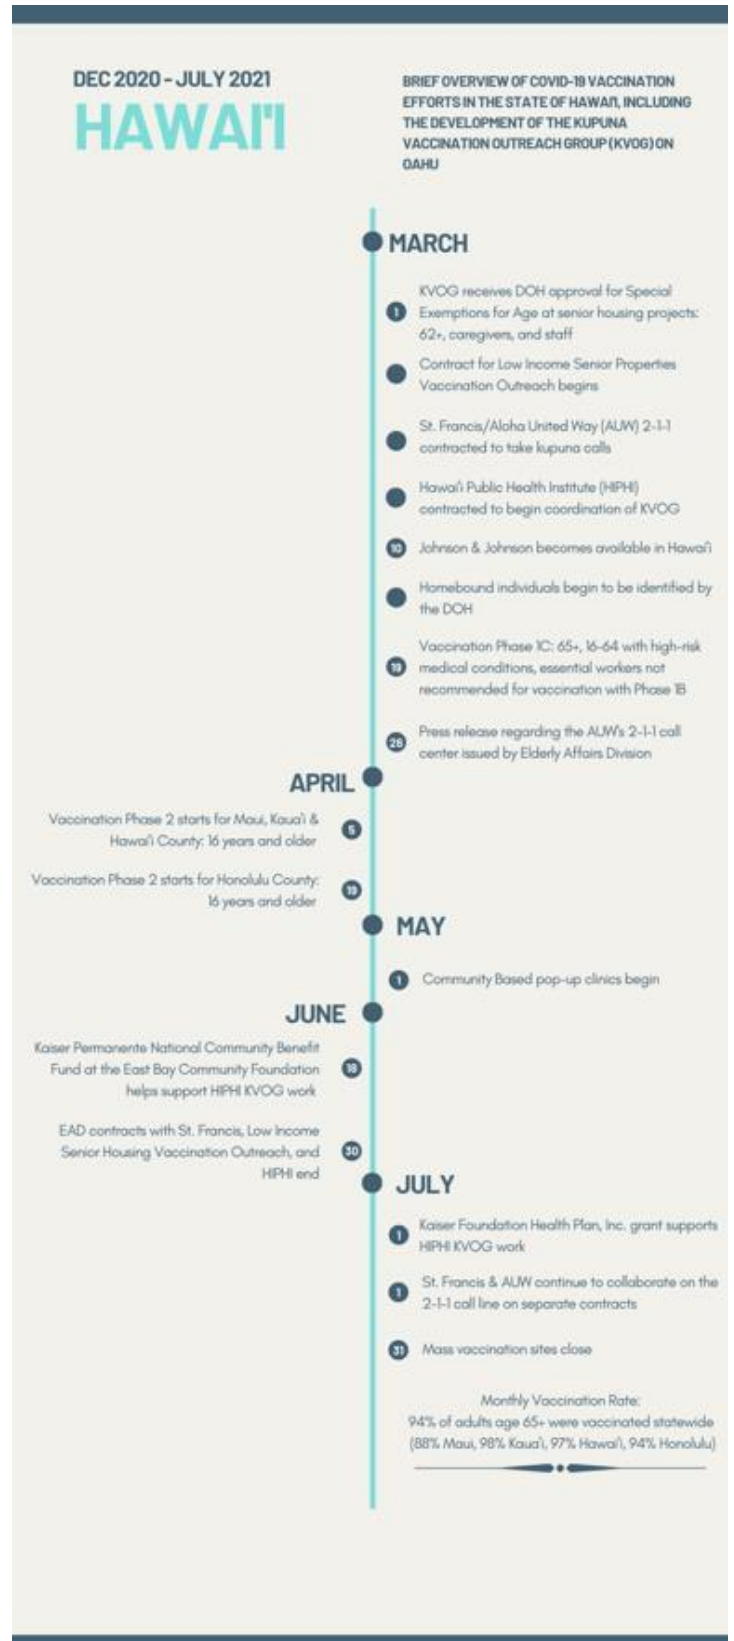 DEC 2020 - JULY 2021
HAWAI'I
BRIEF OVERVIEW OF COVID-19 VACCINATION
EFFORTS IN THE STATE OF HAWAI'I, INCLUDING
THE DEVELOPMENT OF THE KUPUNA
VACCINATION OUTREACH GROUP (KVOG) ON
OAHU
MARCH
1
KVOG receives DOH approval for Special
Exemptions for Age at senior housing projects:
62+, caregivers, and staff
Contract for Low Income Senior Properties
Vaccination Outreach begins
St. Francis/Aloha United Way (AUW) 2-1-1
contracted to take kupuna calls
Hawai'i Public Health Institute (HIPHI)
contracted to begin coordination of KVOG
10
Johnson & Johnson becomes available in Hawai'i
Homebound individuals begin to be identified by
the DOH
19
Vaccination Phase 1C: 65+, 16-64 with high-risk
medical conditions, essential workers not
recommended for vaccination with Phase 1B
26
Press release regarding the AUW's 2-1-1 call
center issued by Elderly Affairs Division
APRIL
5
Vaccination Phase 2 starts for Maui, Kaua'i &
Hawai'i County: 16 years and older
19
Vaccination Phase 2 starts for Honolulu County:
16 years and older
MAY
1
Community Based pop-up clinics begin
JUNE
18
Kaiser Permanente National Community Benefit
Fund at the East Bay Community Foundation
helps support HIPHI KVOG work
30
EAD contracts with St. Francis, Low Income
Senior Housing Vaccination Outreach, and
HIPHI end
JULY
1
Kaiser Foundation Health Plan, Inc. grant supports
HIPHI KVOG work
1
St. Francis & AUW continue to collaborate on the
2-1-1 call line on separate contracts
31
Mass vaccination sites close
Monthly Vaccination Rate:
94% of adults age 65+ were vaccinated statewide
(88% Maui, 98% Kaua'i, 97% Hawai'i, 94% Honolulu)